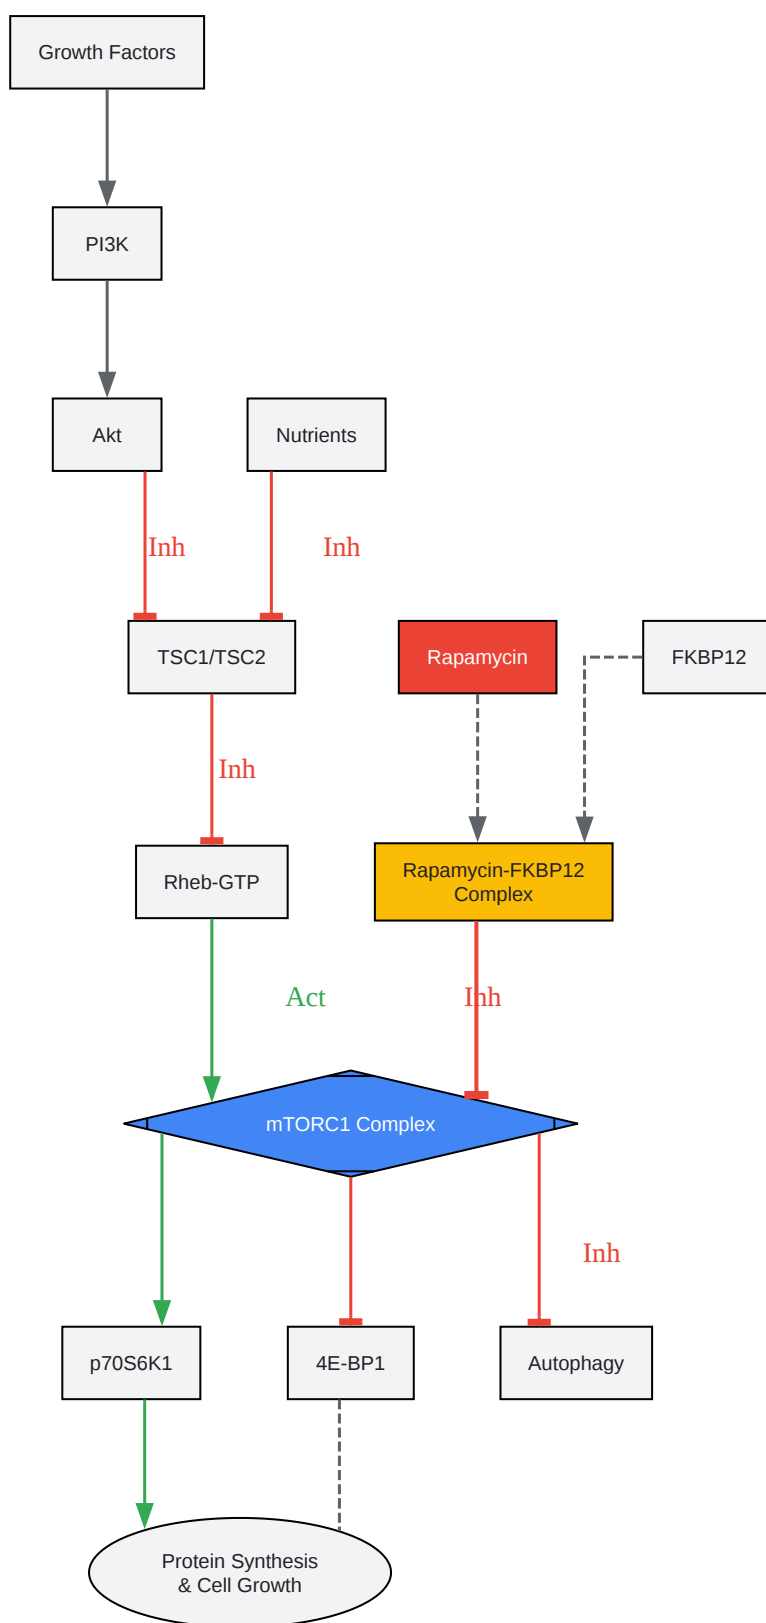 Growth Factors
PI3K
Akt
Nutrients
Inh
Inh
TSC1/TSC2
Rapamycin
FKBP12
Inh
Rheb-GTP
Rapamycin-FKBP12
Complex
Act
Inh
mTORC1 Complex
Inh
p70S6K1
4E-BP1
Autophagy
Protein Synthesis
& Cell Growth